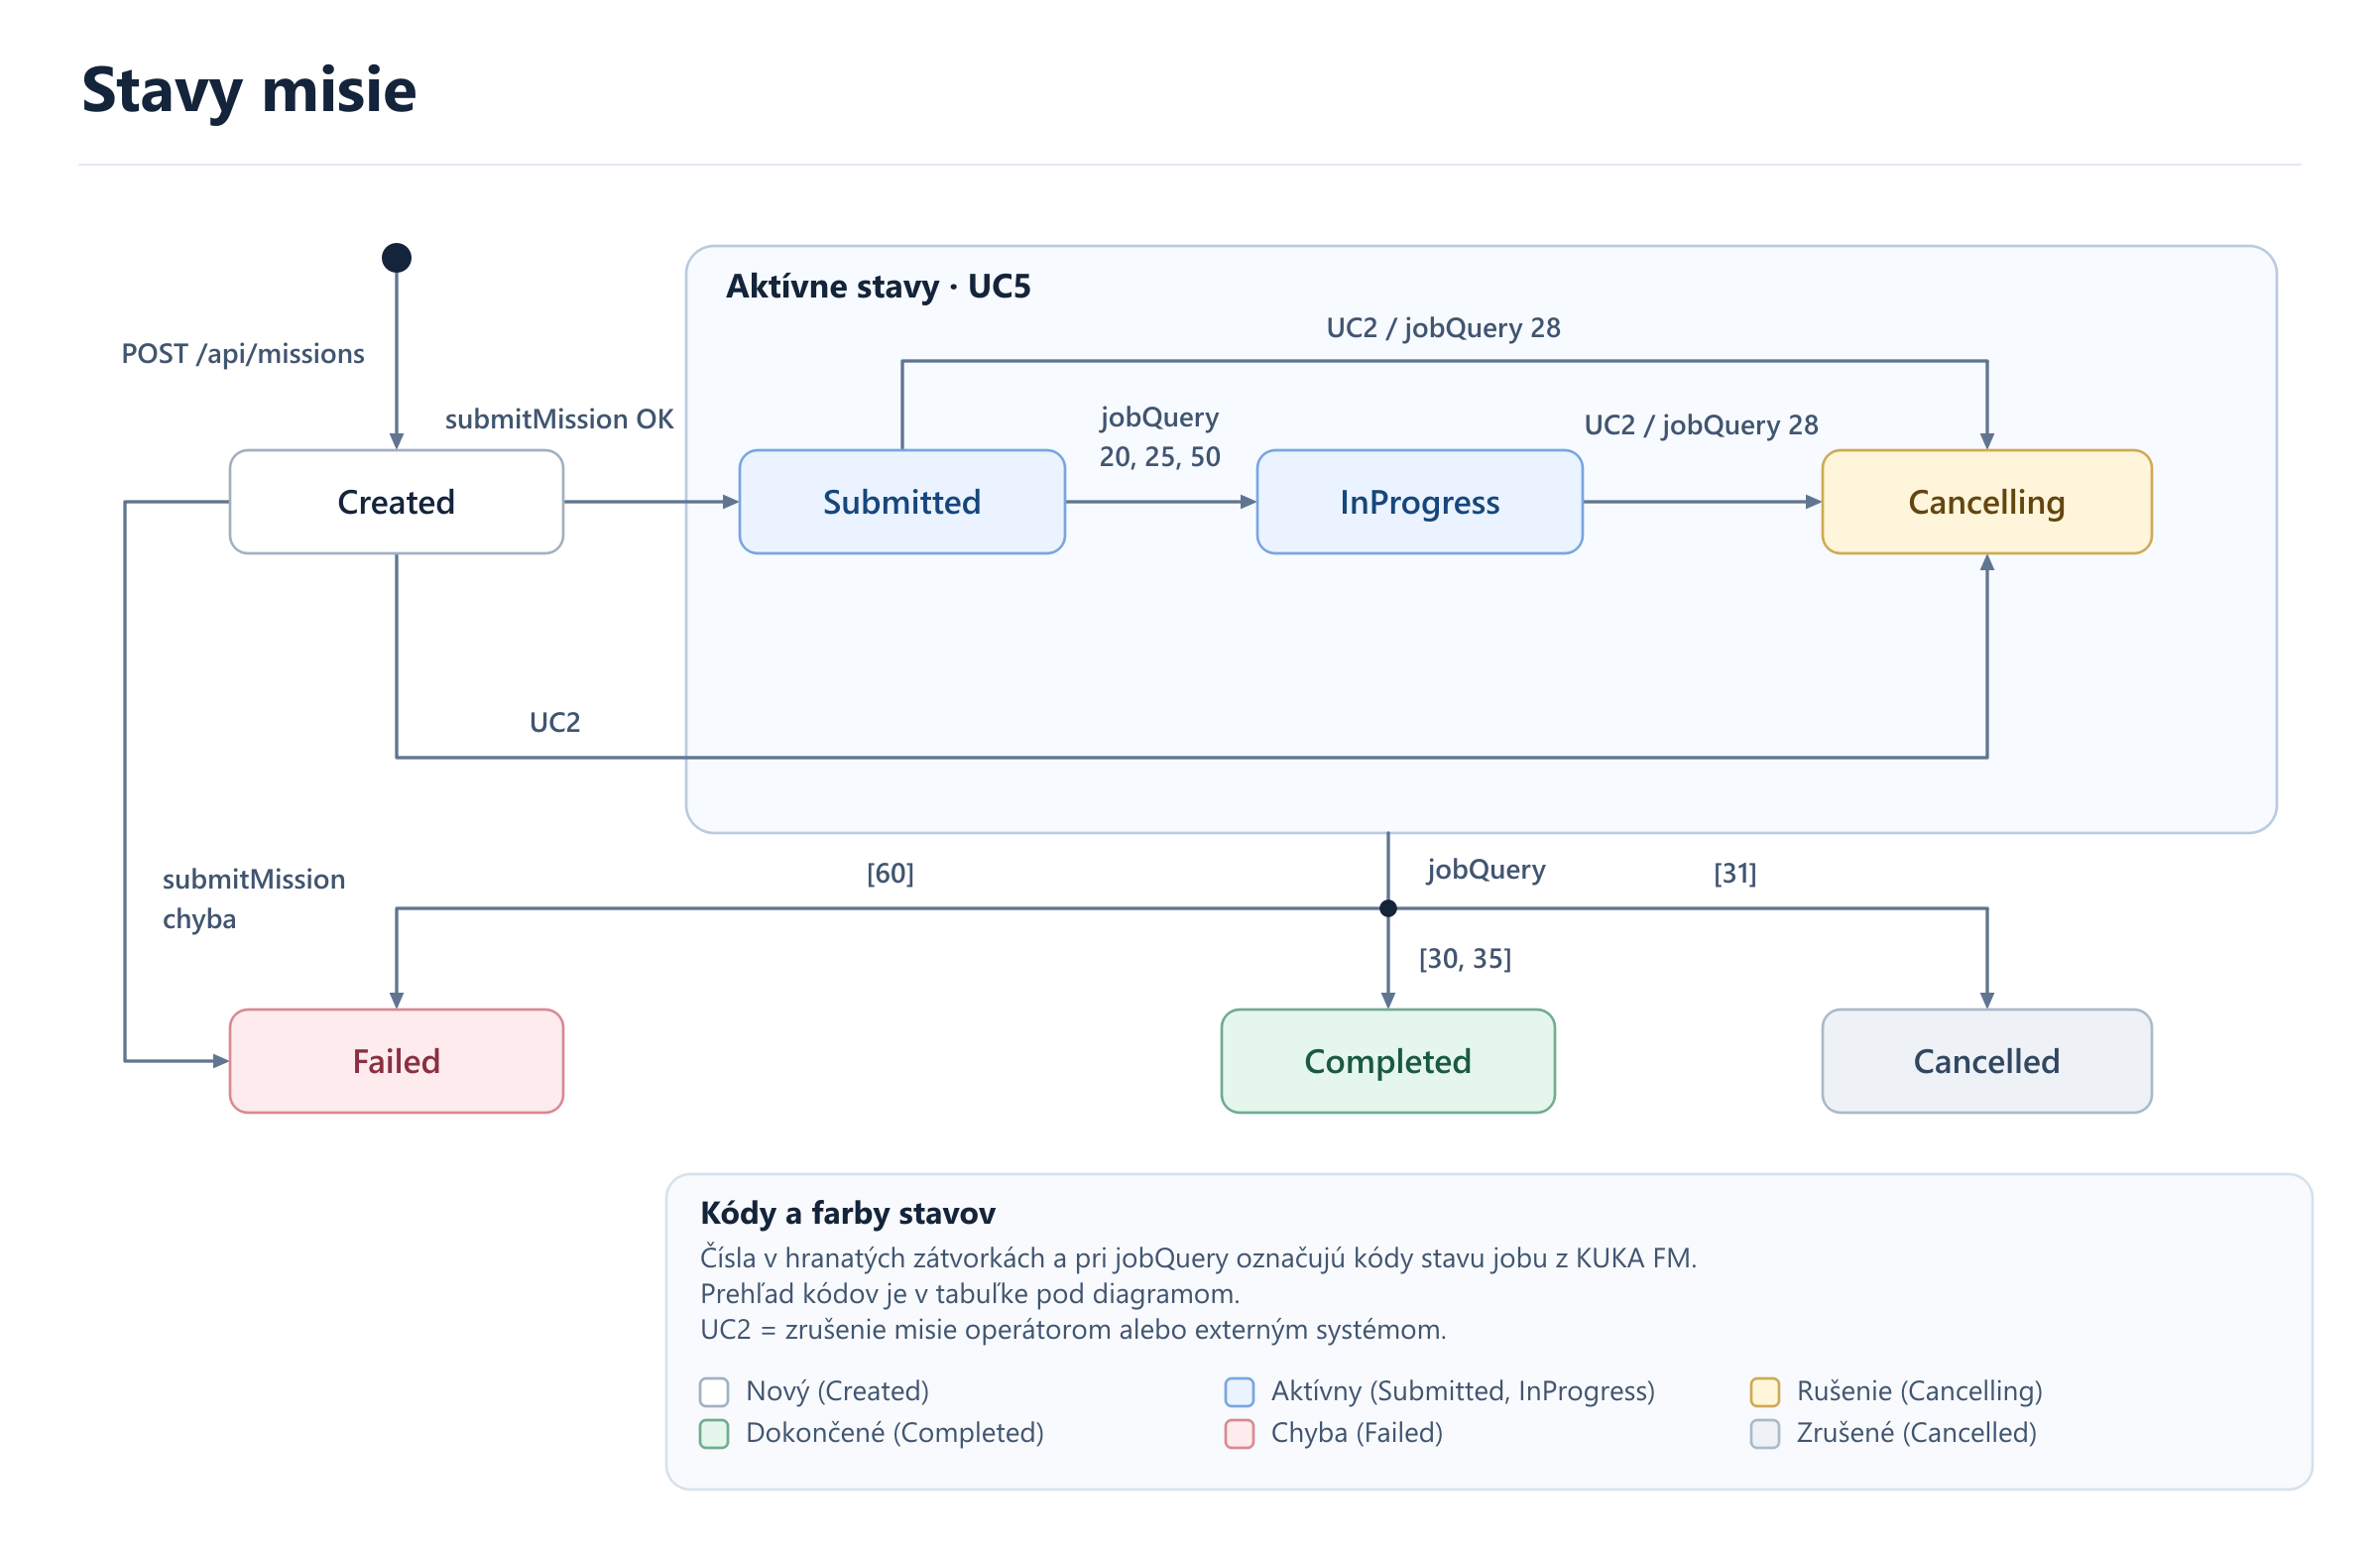 Stavy misie
Aktívne stavy · UC5
UC2 / jobQuery 28
POST /api/missions
submitMission OK
jobQuery
20, 25, 50
UC2 / jobQuery 28
Created
Submitted
InProgress
Cancelling
UC2
submitMission
chyba
[60]
jobQuery
[31]
[30, 35]
Failed
Completed
Cancelled
Kódy a farby stavov
Čísla v hranatých zátvorkách a pri jobQuery označujú kódy stavu jobu z KUKA FM.
Prehľad kódov je v tabuľke pod diagramom.
UC2 = zrušenie misie operátorom alebo externým systémom.
Nový (Created)
Aktívny (Submitted, InProgress)
Rušenie (Cancelling)
Dokončené (Completed)
Chyba (Failed)
Zrušené (Cancelled)